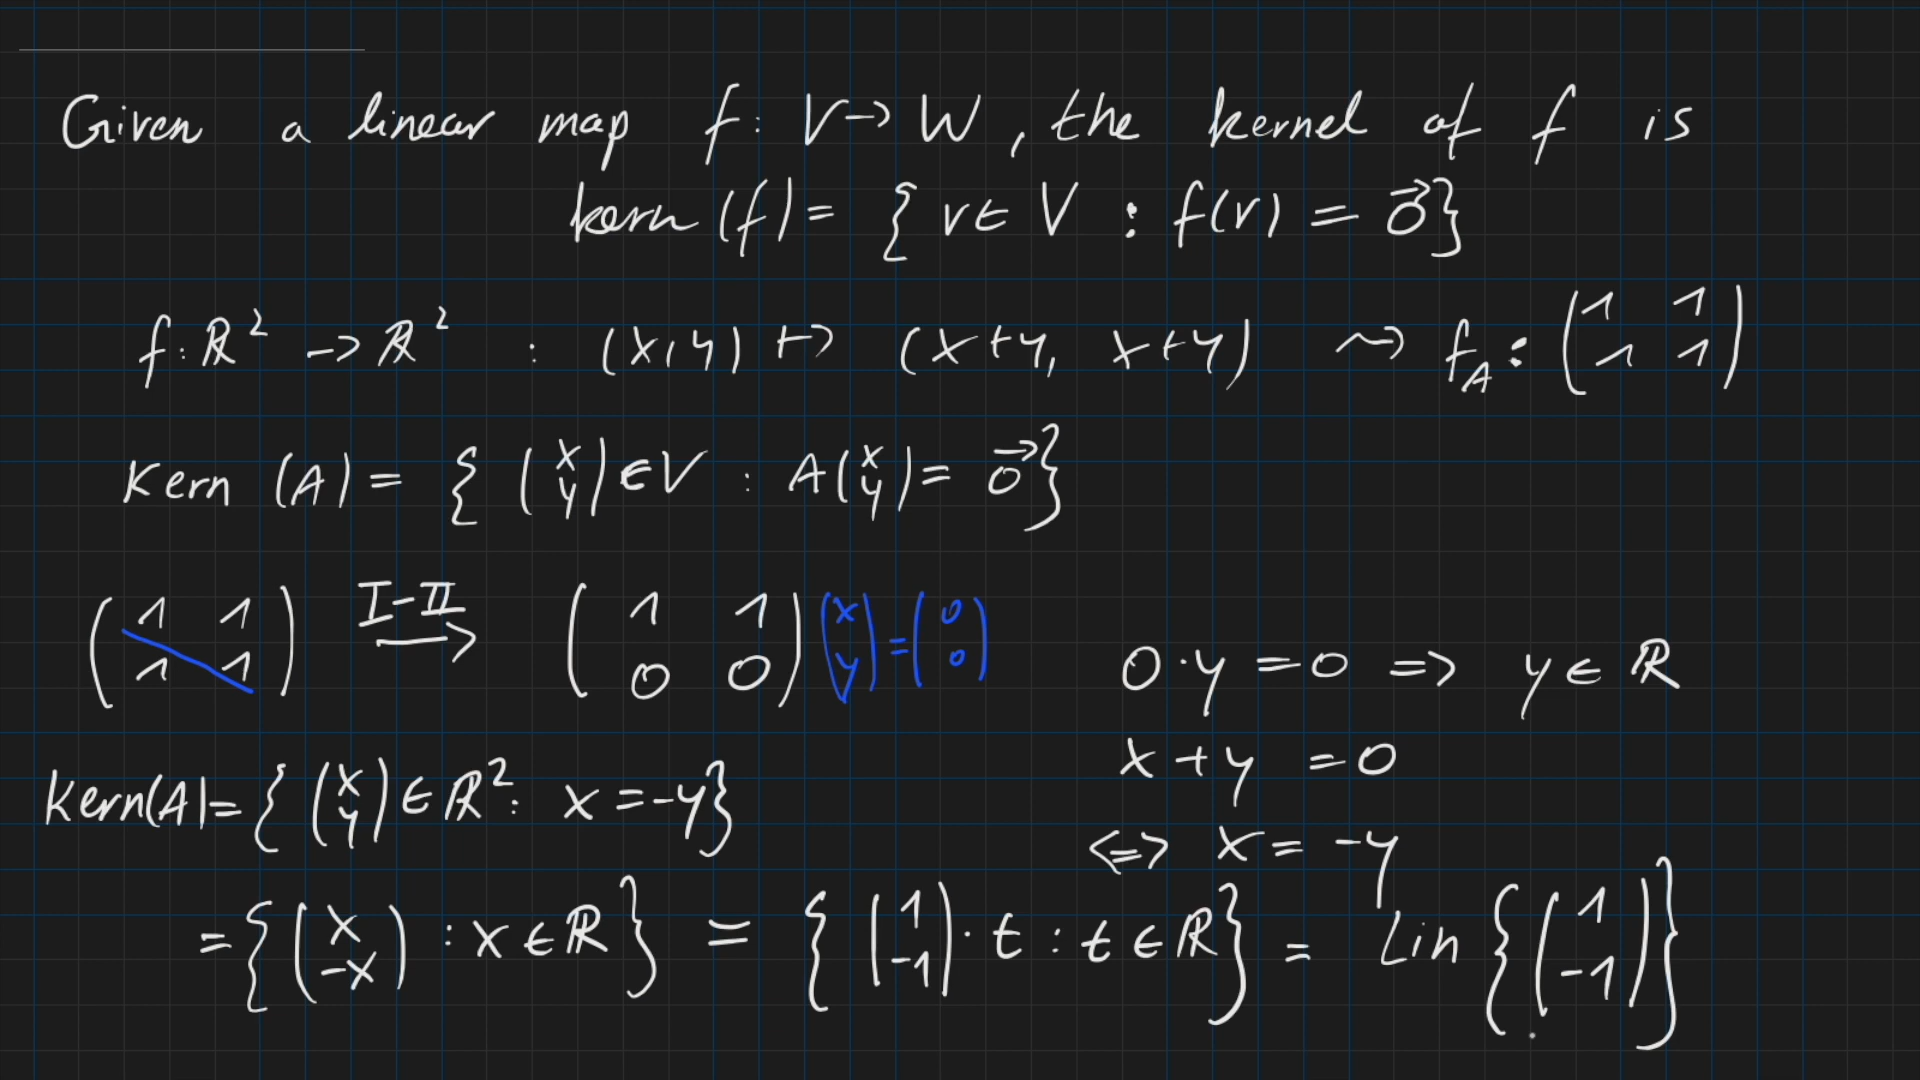 Given a linear map f: V → W, the kernel of f is
kern (f) = { v ∈ V : f(v) = 0⃗ }
f: ℝ² → ℝ² : (x, y) ↦ (x+y, x+y) ⇝ f_A : (1 1; 1 1)
Kern (A) = { (x; y) ∈ V : A (x; y) = 0⃗ }
(1 1; 1 1) I-II → (1 1; 0 0) (x; y) = (0; 0)
0 · y = 0 => y ∈ ℝ
x + y = 0
<=> x = -y
Kern(A) = { (x; y) ∈ ℝ² : x = -y }
= { (x; -x) : x ∈ ℝ } = { (1; -1) · t : t ∈ ℝ } = Lin { (1; -1) }